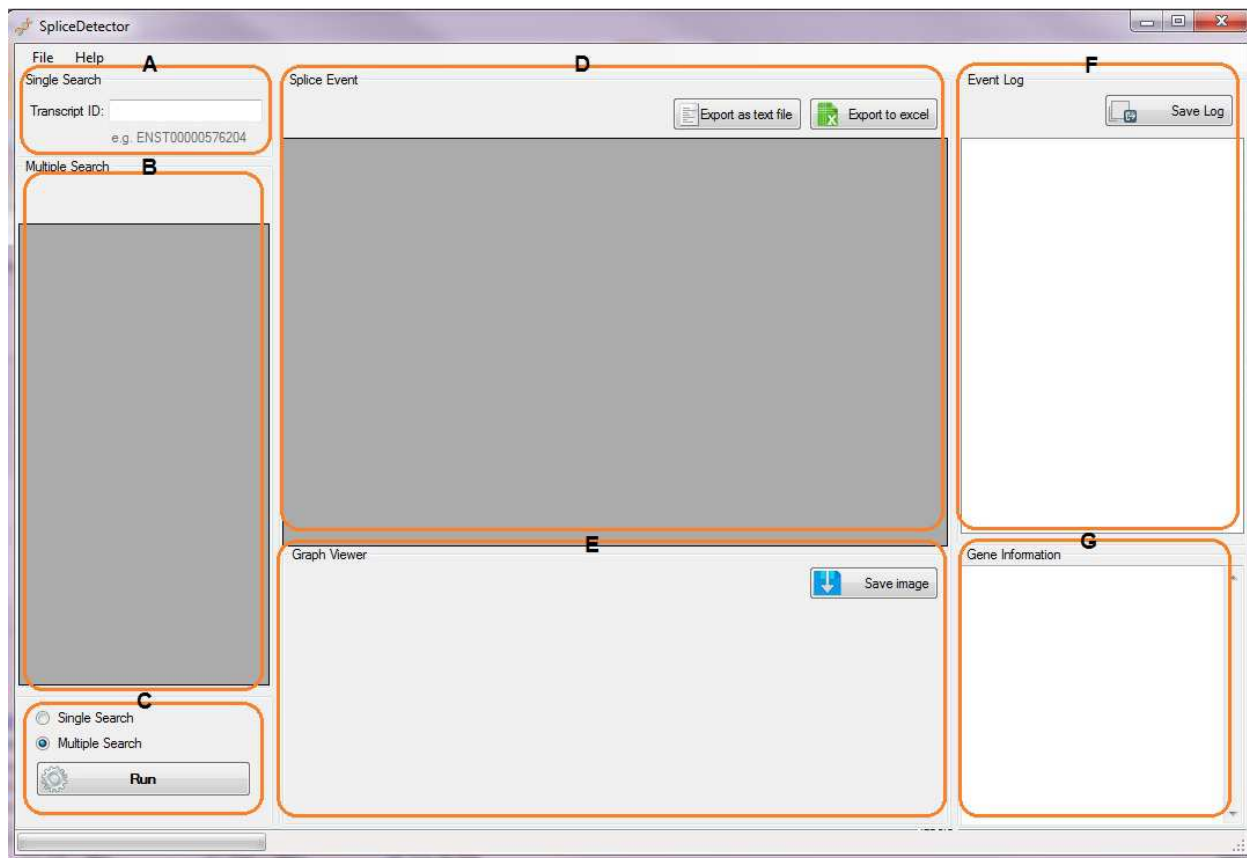 SpliceDetector
File Help
A
Single Search
Transcript ID:
e.g. ENST00000576204
B
Multiple Search
C
Single Search
Multiple Search
Run
D
Splice Event
Export as text file
Export to excel
E
Graph Viewer
Save image
F
Event Log
Save Log
G
Gene Information